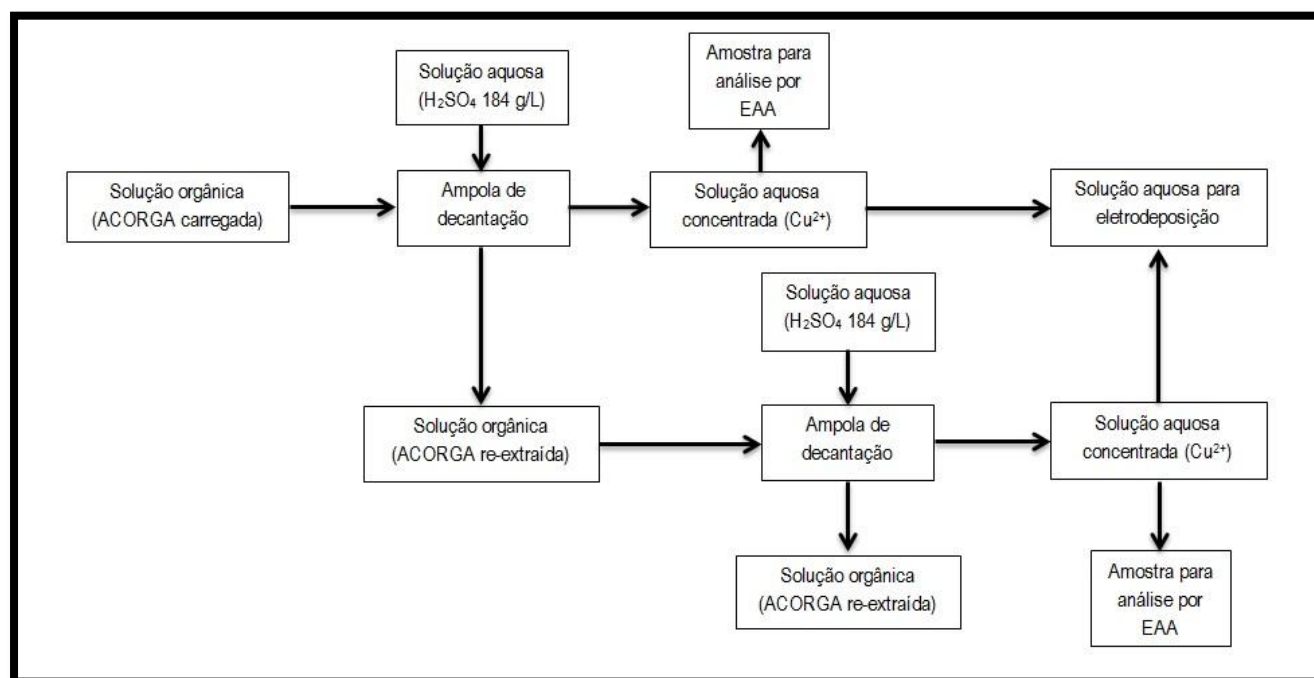 Amostra para
análise por
EAA
Solução aquosa
(H₂SO₄ 184 g/L)
Solução orgânica
(ACORGA carregada)
Ampola de
decantação
Solução aquosa
concentrada (Cu²⁺)
Solução aquosa para
eletrodeposição
Solução aquosa
(H₂SO₄ 184 g/L)
Solução orgânica
(ACORGA re-extraída)
Ampola de
decantação
Solução aquosa
concentrada (Cu²⁺)
Solução orgânica
(ACORGA re-extraída)
Amostra para
análise por
EAA